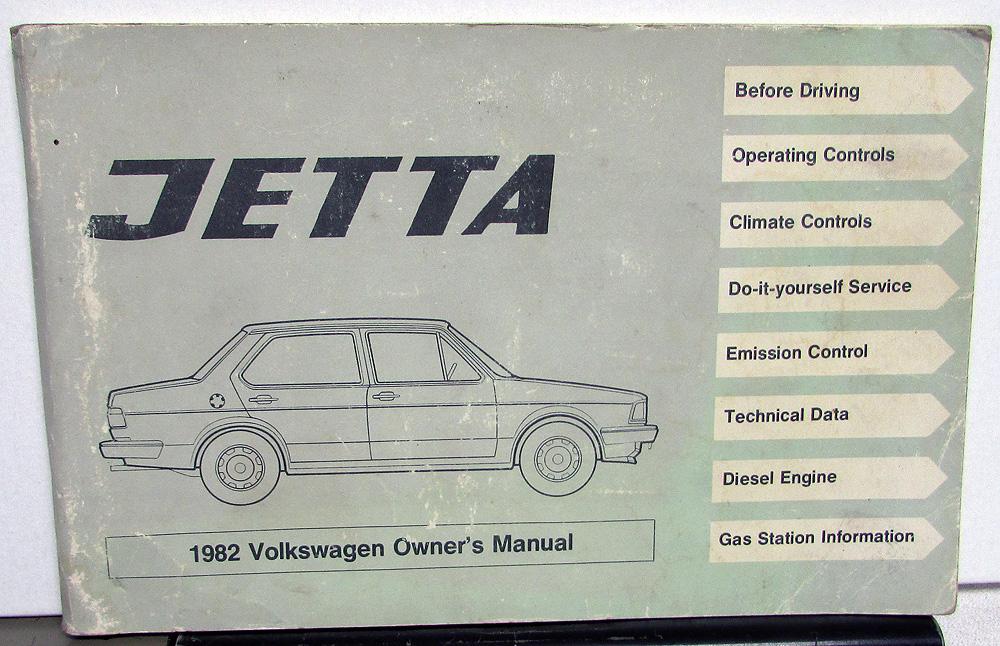 JETTA
1982 Volkswagen Owner's Manual
Before Driving
Operating Controls
Climate Controls
Do-it-yourself Service
Emission Control
Technical Data
Diesel Engine
Gas Station Information